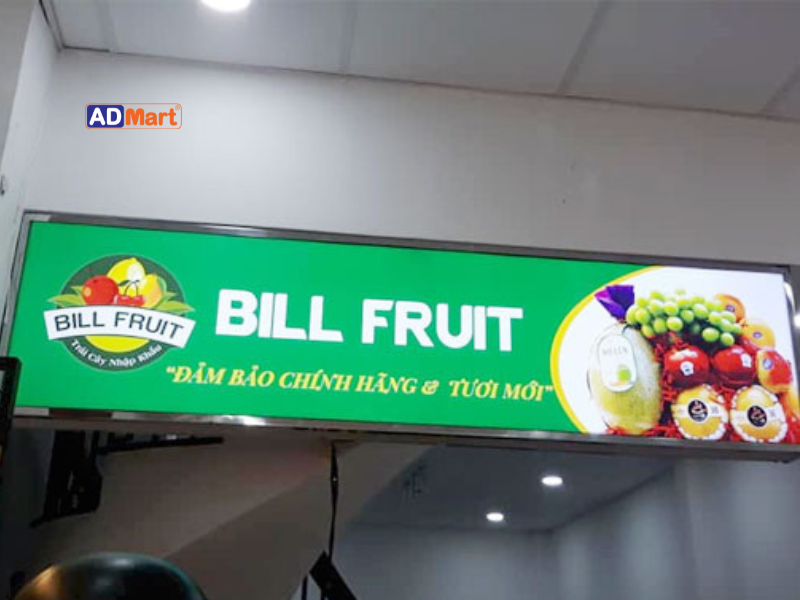 ADMart®
BILL FRUIT
Trái Cây Nhập Khẩu
BILL FRUIT
"ĐẢM BẢO CHÍNH HÃNG & TƯƠI MỚI"